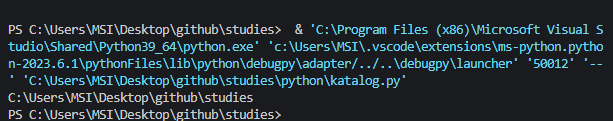 PS C:\Users\MSI\Desktop\github\studies>  & 'C:\Program Files (x86)\Microsoft Visual S
tudio\Shared\Python39_64\python.exe' 'c:\Users\MSI\.vscode\extensions\ms-python.pytho
n-2023.6.1\pythonFiles\lib\python\debugpy\adapter/../..\debugpy\launcher' '50012' '--
' 'C:\Users\MSI\Desktop\github\studies\python\katalog.py'
C:\Users\MSI\Desktop\github\studies
PS C:\Users\MSI\Desktop\github\studies>